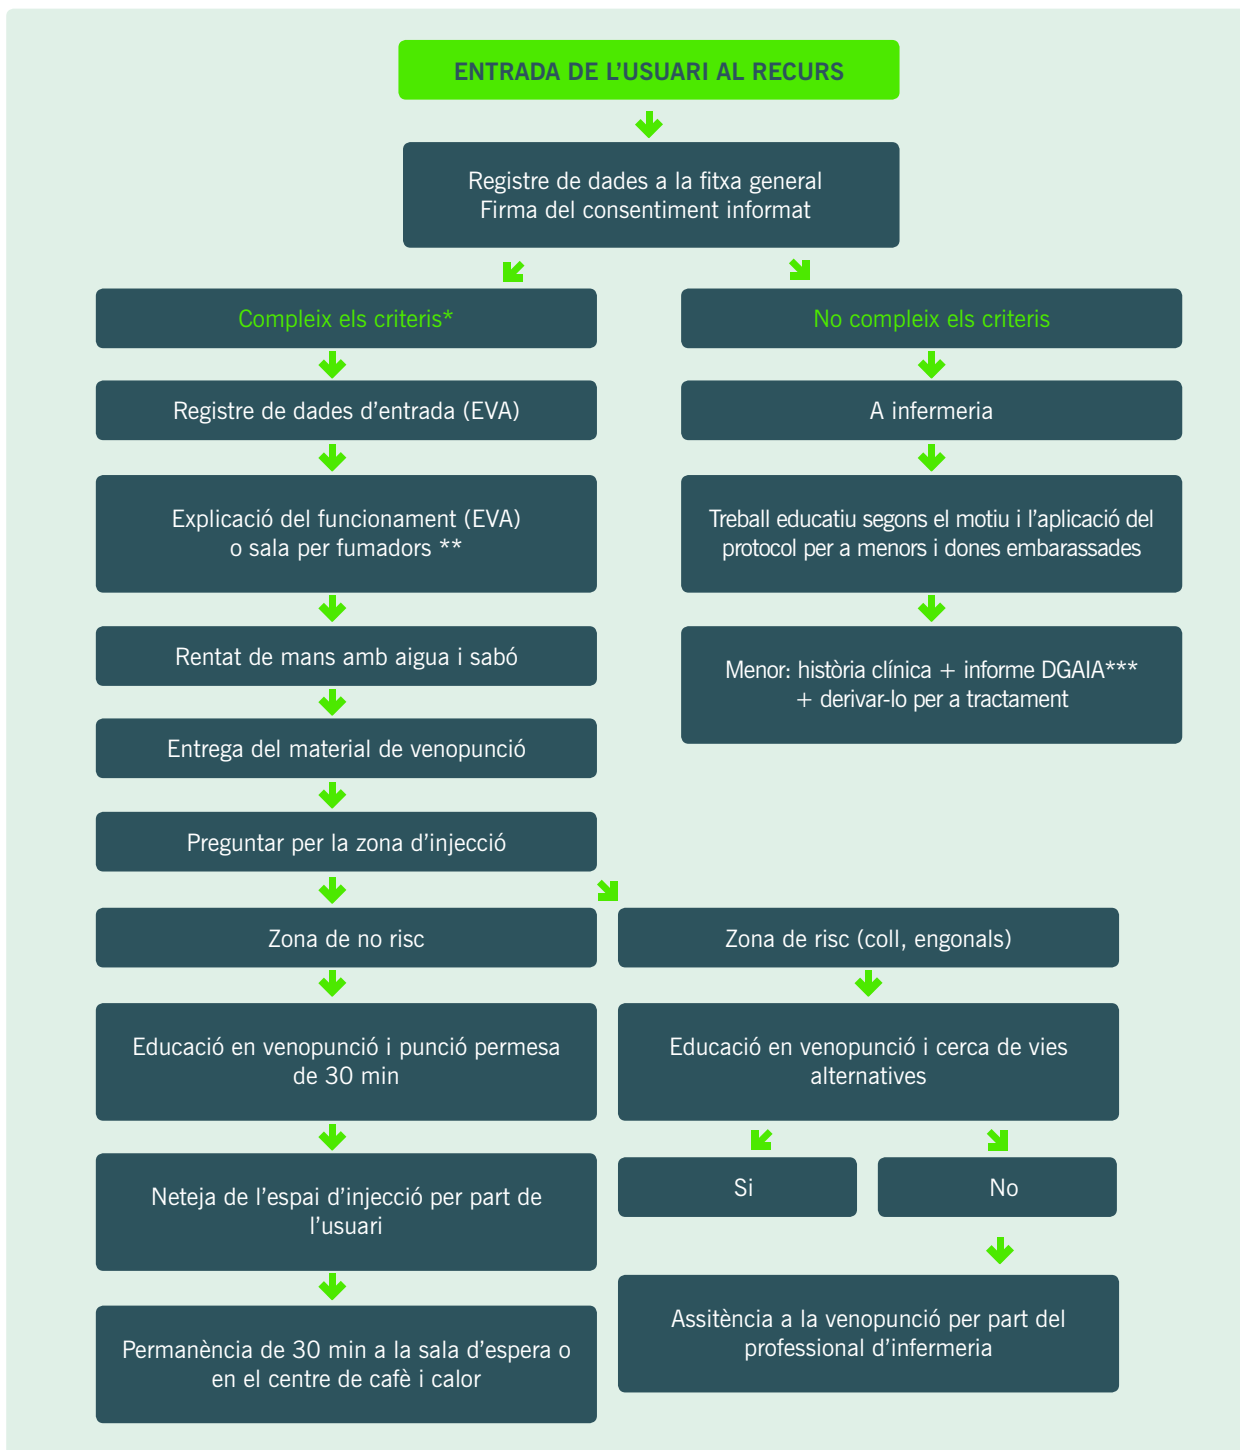 ENTRADA DE L’USUARI AL RECURS
Registre de dades a la fitxa general
Firma del consentiment informat
Compleix els criteris*
No compleix els criteris
Registre de dades d’entrada (EVA)
A infermeria
Explicació del funcionament (EVA)
o sala per fumadors **
Treball educatiu segons el motiu i l’aplicació del
protocol per a menors i dones embarassades
Rentat de mans amb aigua i sabó
Menor: història clínica + informe DGAIA***
+ derivar-lo per a tractament
Entrega del material de venopunció
Preguntar per la zona d’injecció
Zona de no risc
Zona de risc (coll, engonals)
Educació en venopunció i punció permesa
de 30 min
Educació en venopunció i cerca de vies
alternatives
Neteja de l’espai d’injecció per part de
l’usuari
Si
No
Permanència de 30 min a la sala d’espera o
en el centre de cafè i calor
Assitència a la venopunció per part del
professional d’infermeria